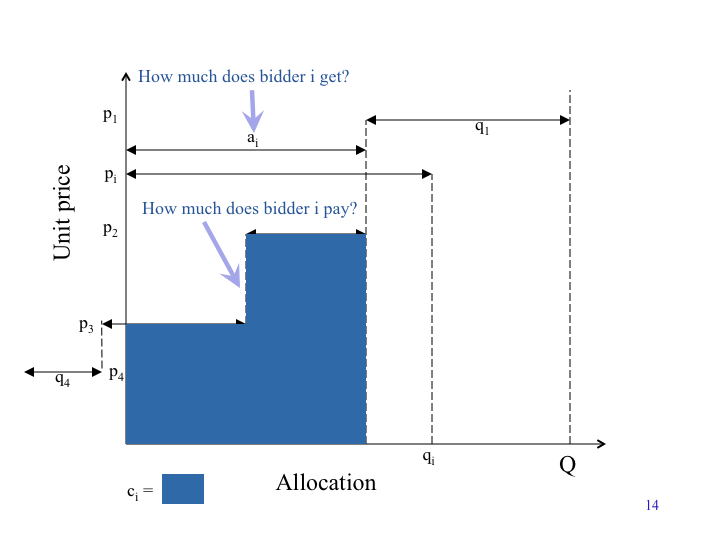 How much does bidder i get?
p1
q1
ai
pi
How much does bidder i pay?
p2
Unit price
p3
p4
q4
qi
Q
Allocation
ci =
14